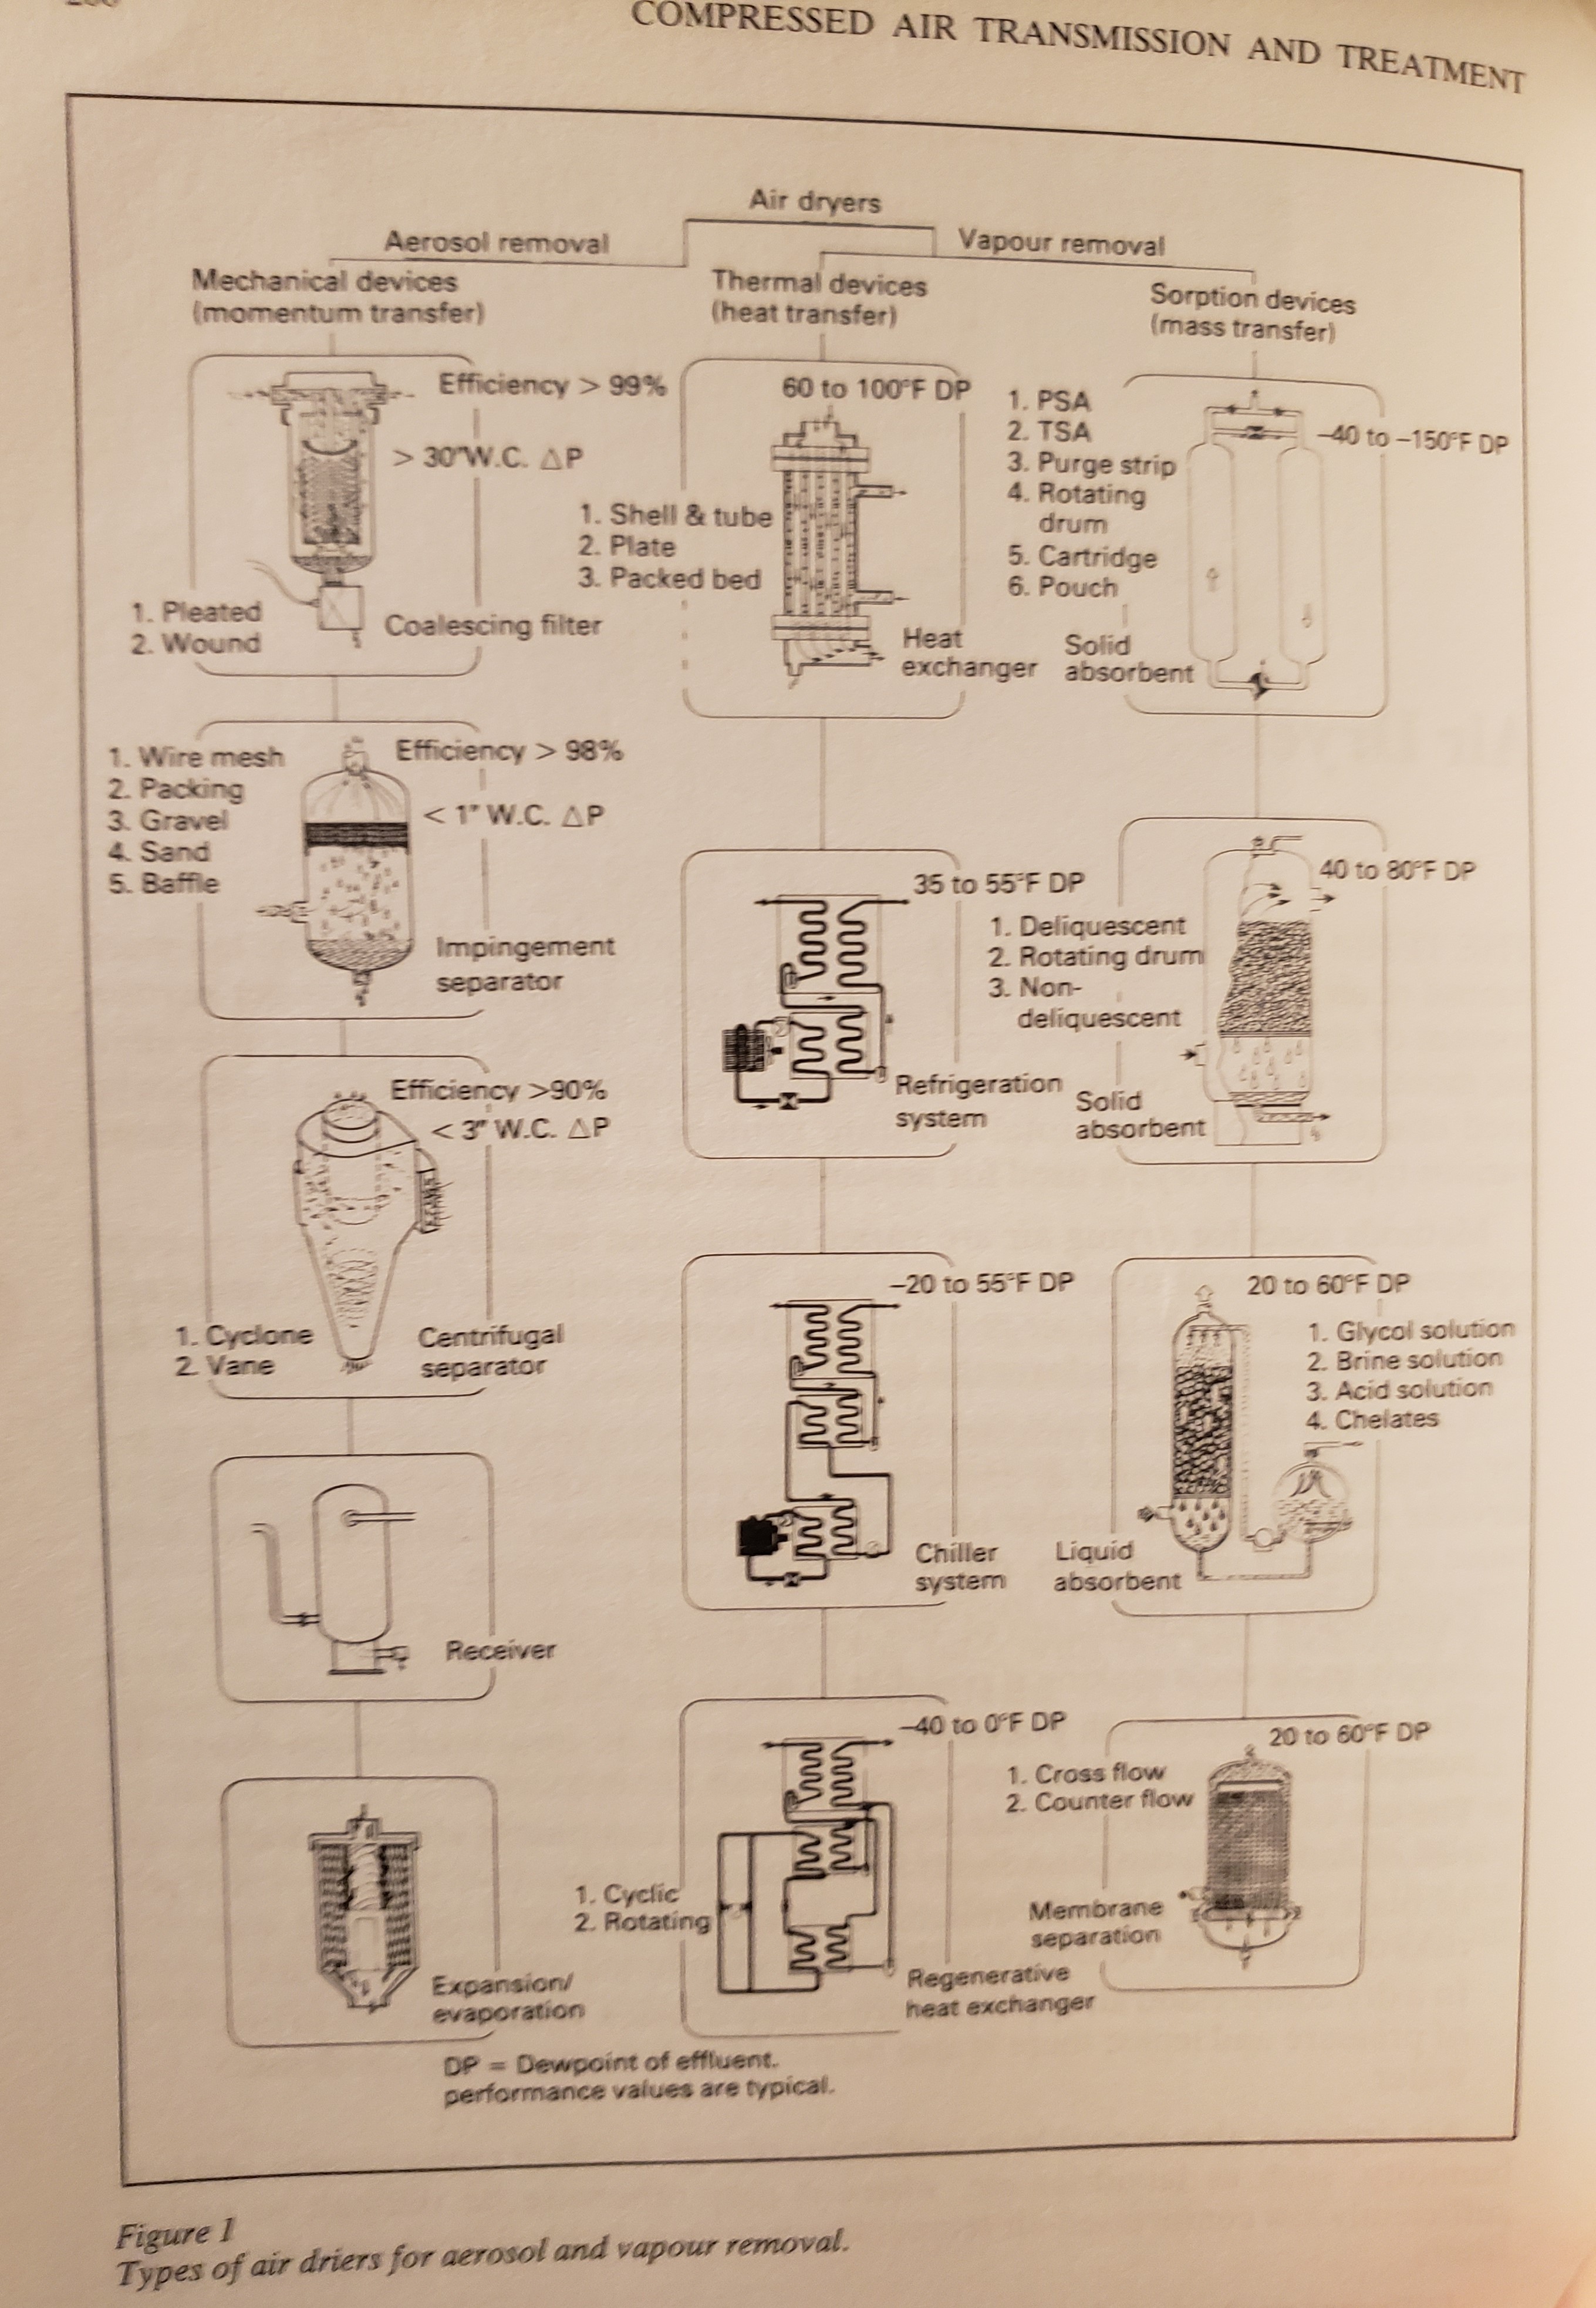 COMPRESSED AIR TRANSMISSION AND TREATMENT
Air dryers
Aerosol removal
Vapour removal
Mechanical devices
(momentum transfer)
Thermal devices
(heat transfer)
Sorption devices
(mass transfer)
Efficiency > 99%
> 30"W.C. △P
1. Pleated
2. Wound
Coalescing filter
1. Wire mesh
2. Packing
3. Gravel
4. Sand
5. Baffle
Efficiency > 98%
< 1" W.C. △P
Impingement
separator
Efficiency >90%
< 3" W.C. △P
1. Cyclone
2. Vane
Centrifugal
separator
Receiver
Expansion/
evaporation
60 to 100°F DP
1. Shell & tube
2. Plate
3. Packed bed
Heat
exchanger
35 to 55°F DP
Refrigeration
system
–20 to 55°F DP
Chiller
system
–40 to 0°F DP
1. Cyclic
2. Rotating
Regenerative
heat exchanger
1. PSA
2. TSA
3. Purge strip
4. Rotating
drum
5. Cartridge
6. Pouch
–40 to –150°F DP
Solid
absorbent
40 to 80°F DP
1. Deliquescent
2. Rotating drum
3. Non-
deliquescent
Solid
absorbent
20 to 60°F DP
1. Glycol solution
2. Brine solution
3. Acid solution
4. Chelates
Liquid
absorbent
20 to 60°F DP
1. Cross flow
2. Counter flow
Membrane
separation
DP = Dewpoint of effluent.
performance values are typical.
Figure 1
Types of air driers for aerosol and vapour removal.